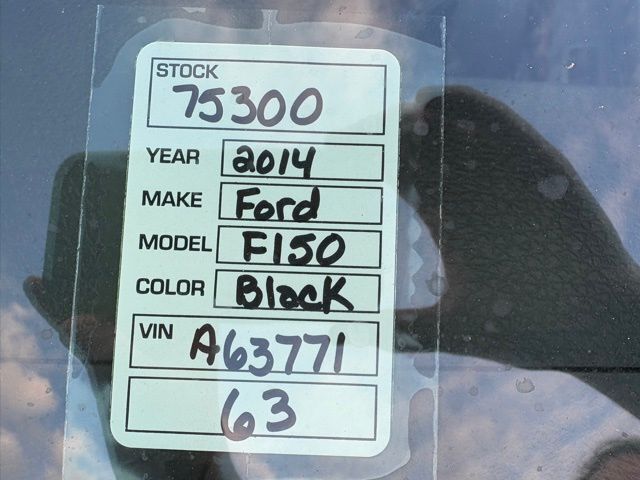 STOCK
75300
YEAR 2014
MAKE Ford
MODEL F150
COLOR Black
VIN A63771
63